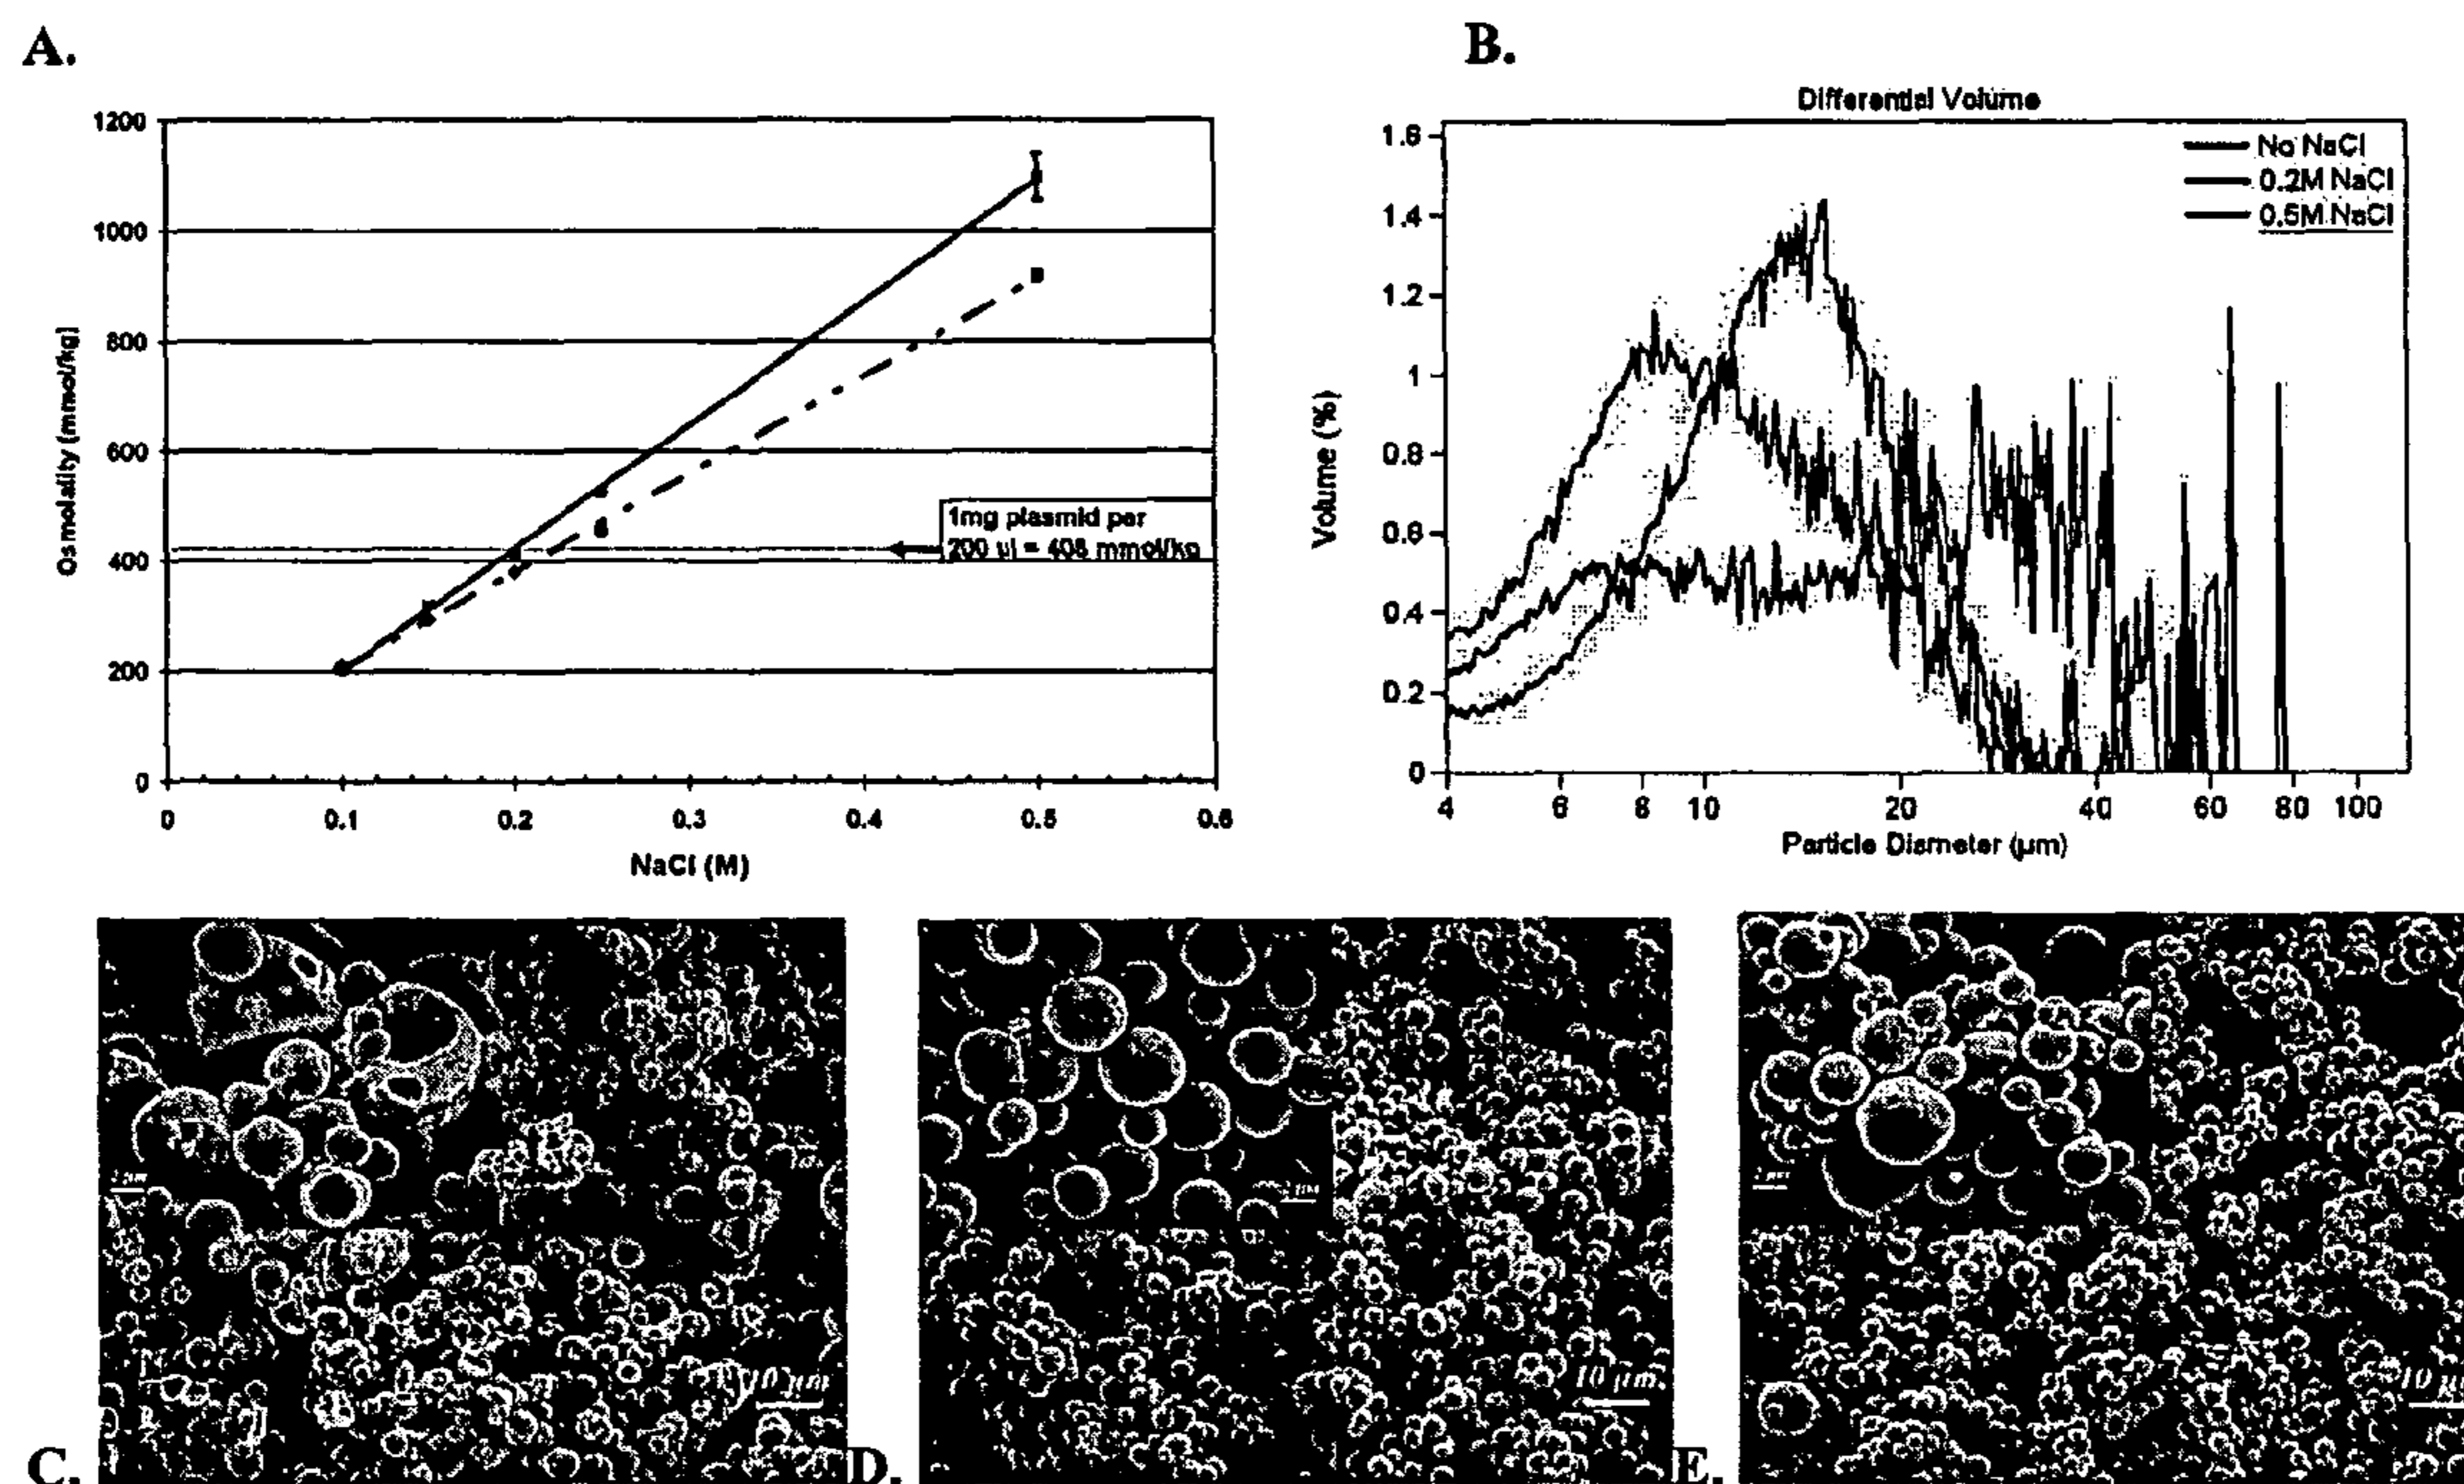 A.
1200
1000
800
600
400
200
0
Osmolality (mmol/kg)
0
0.1
0.2
0.3
0.4
0.5
0.6
NaCl (M)
1mg plasmid per
200 ul = 408 mmol/kg
B.
Differential Volume
No NaCl
0.2M NaCl
0.5M NaCl
1.6
1.4
1.2
1
0.8
0.6
0.4
0.2
0
Volume (%)
4
6
8
10
20
40
60
80
100
Particle Diameter (µm)
10 µm
10 µm
C.
D.
E.